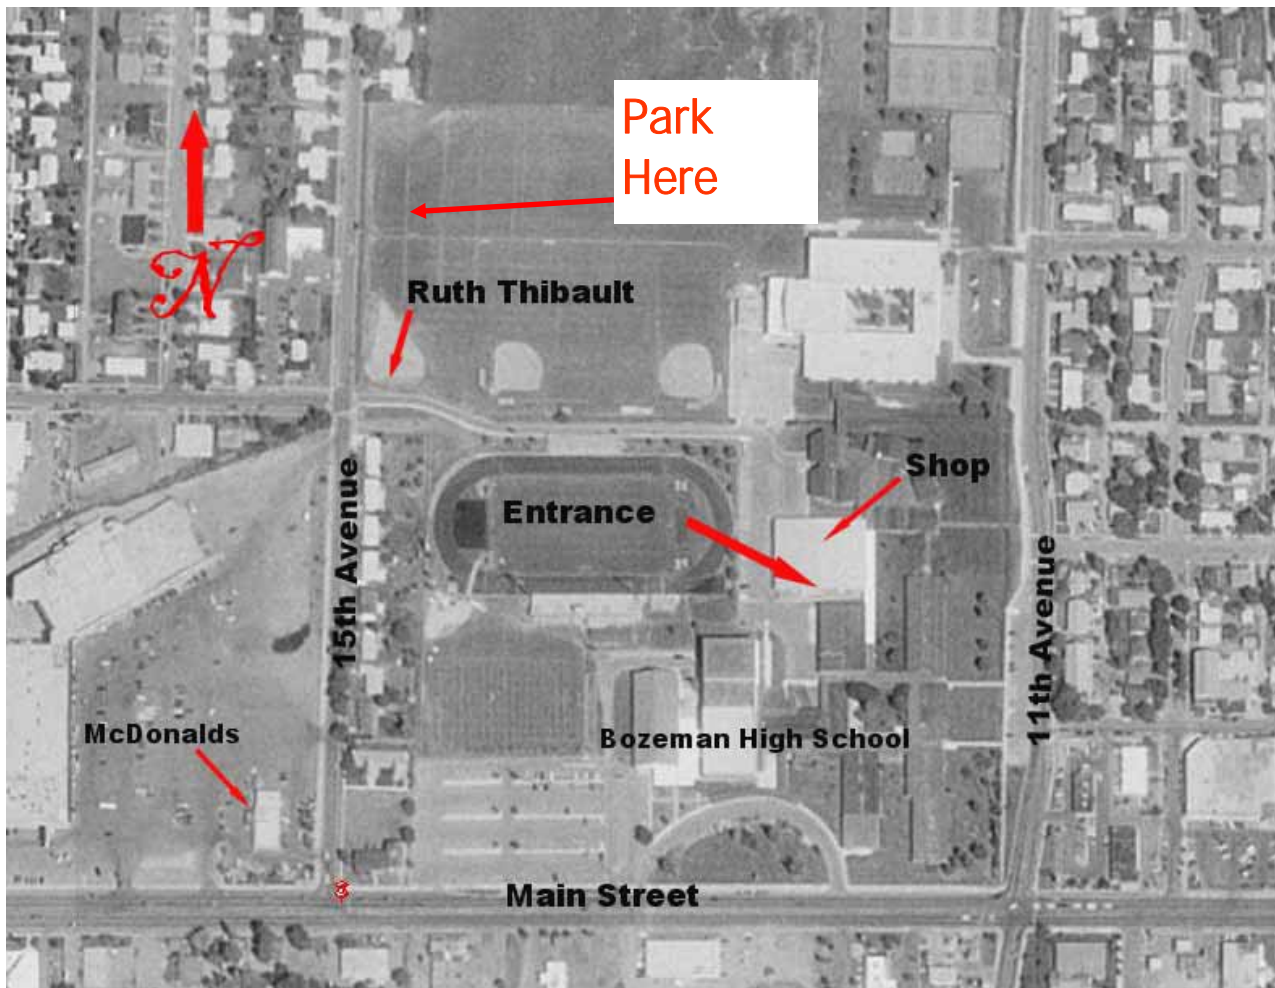 Park
Here
N
Ruth Thibault
Shop
Entrance
15th Avenue
11th Avenue
McDonalds
Bozeman High School
Main Street